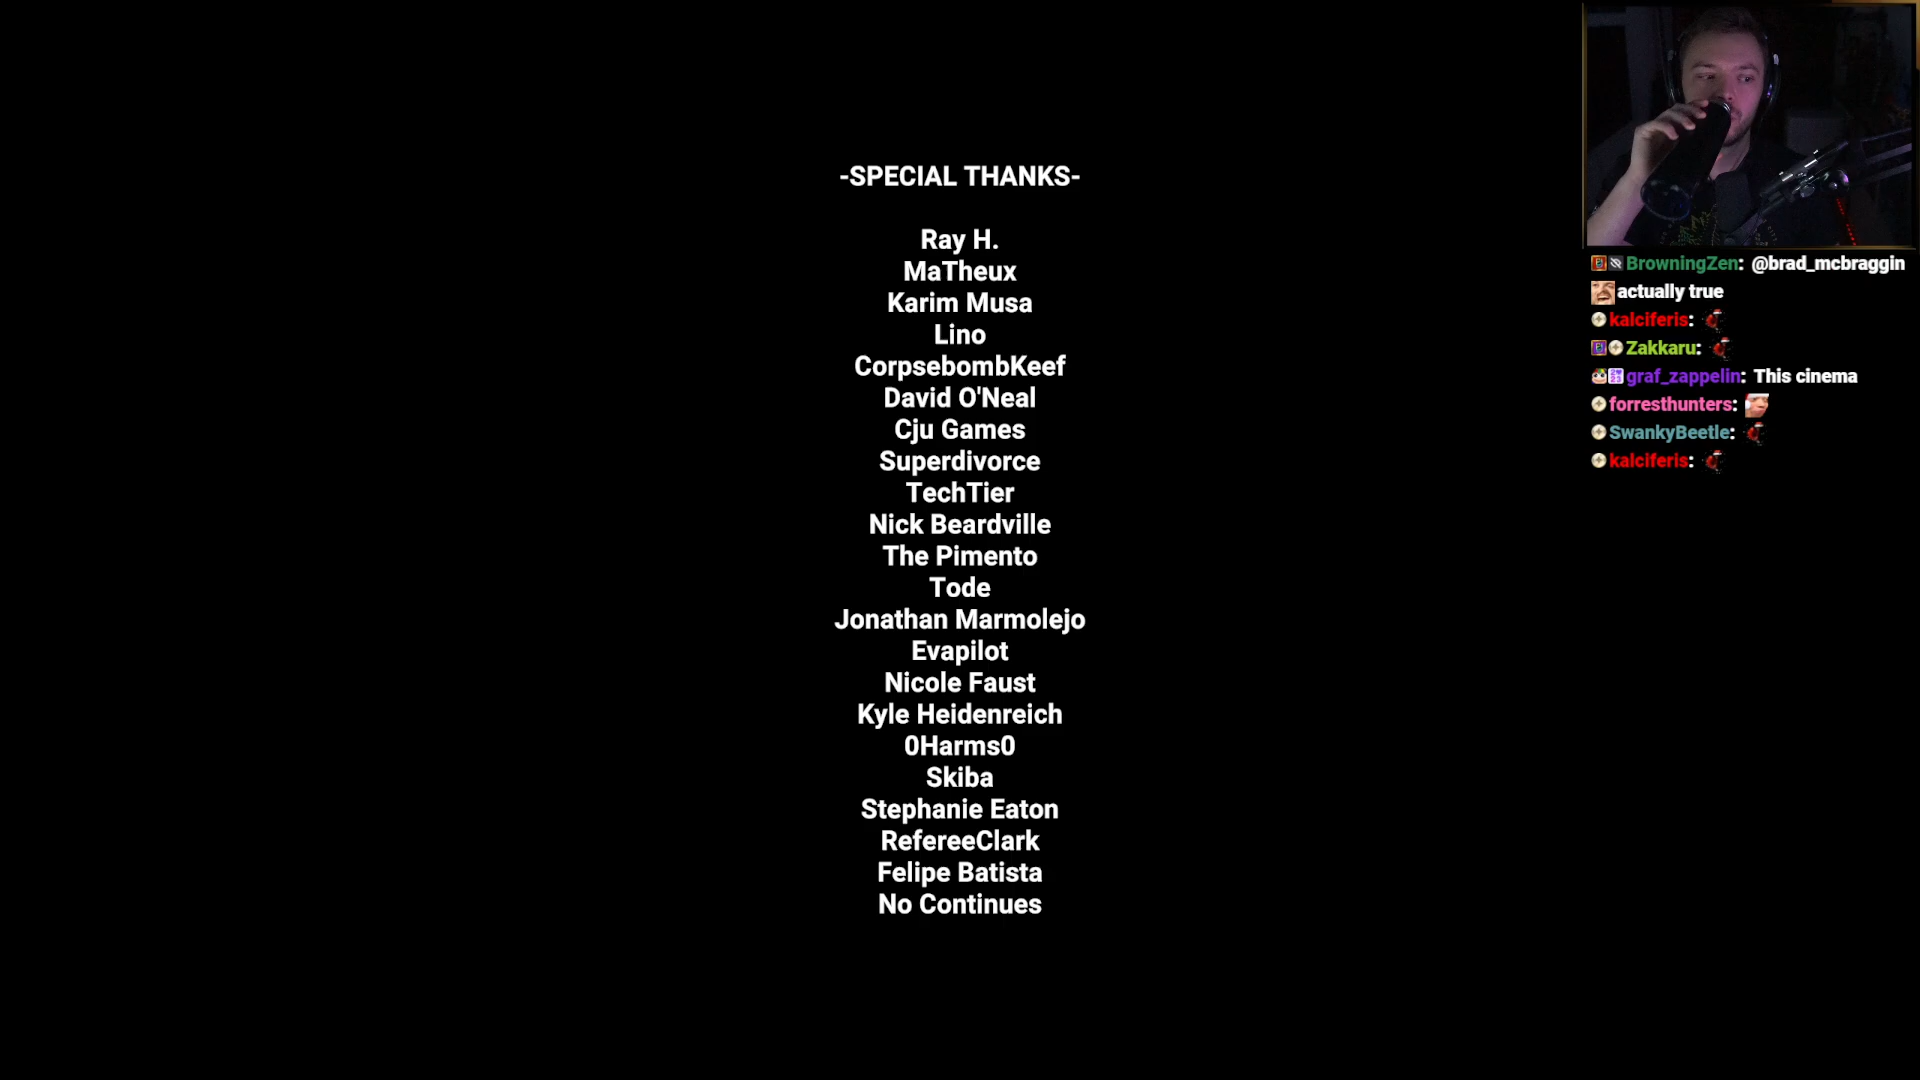 -SPECIAL THANKS-
Ray H.
MaTheux
Karim Musa
Lino
CorpsebombKeef
David O'Neal
Cju Games
Superdivorce
TechTier
Nick Beardville
The Pimento
Tode
Jonathan Marmolejo
Evapilot
Nicole Faust
Kyle Heidenreich
0Harms0
Skiba
Stephanie Eaton
RefereeClark
Felipe Batista
No Continues
BrowningZen: @brad_mcbraggin
actually true
kalciferis:
Zakkaru:
graf_zappelin: This cinema
forresthunters:
SwankyBeetle:
kalciferis: